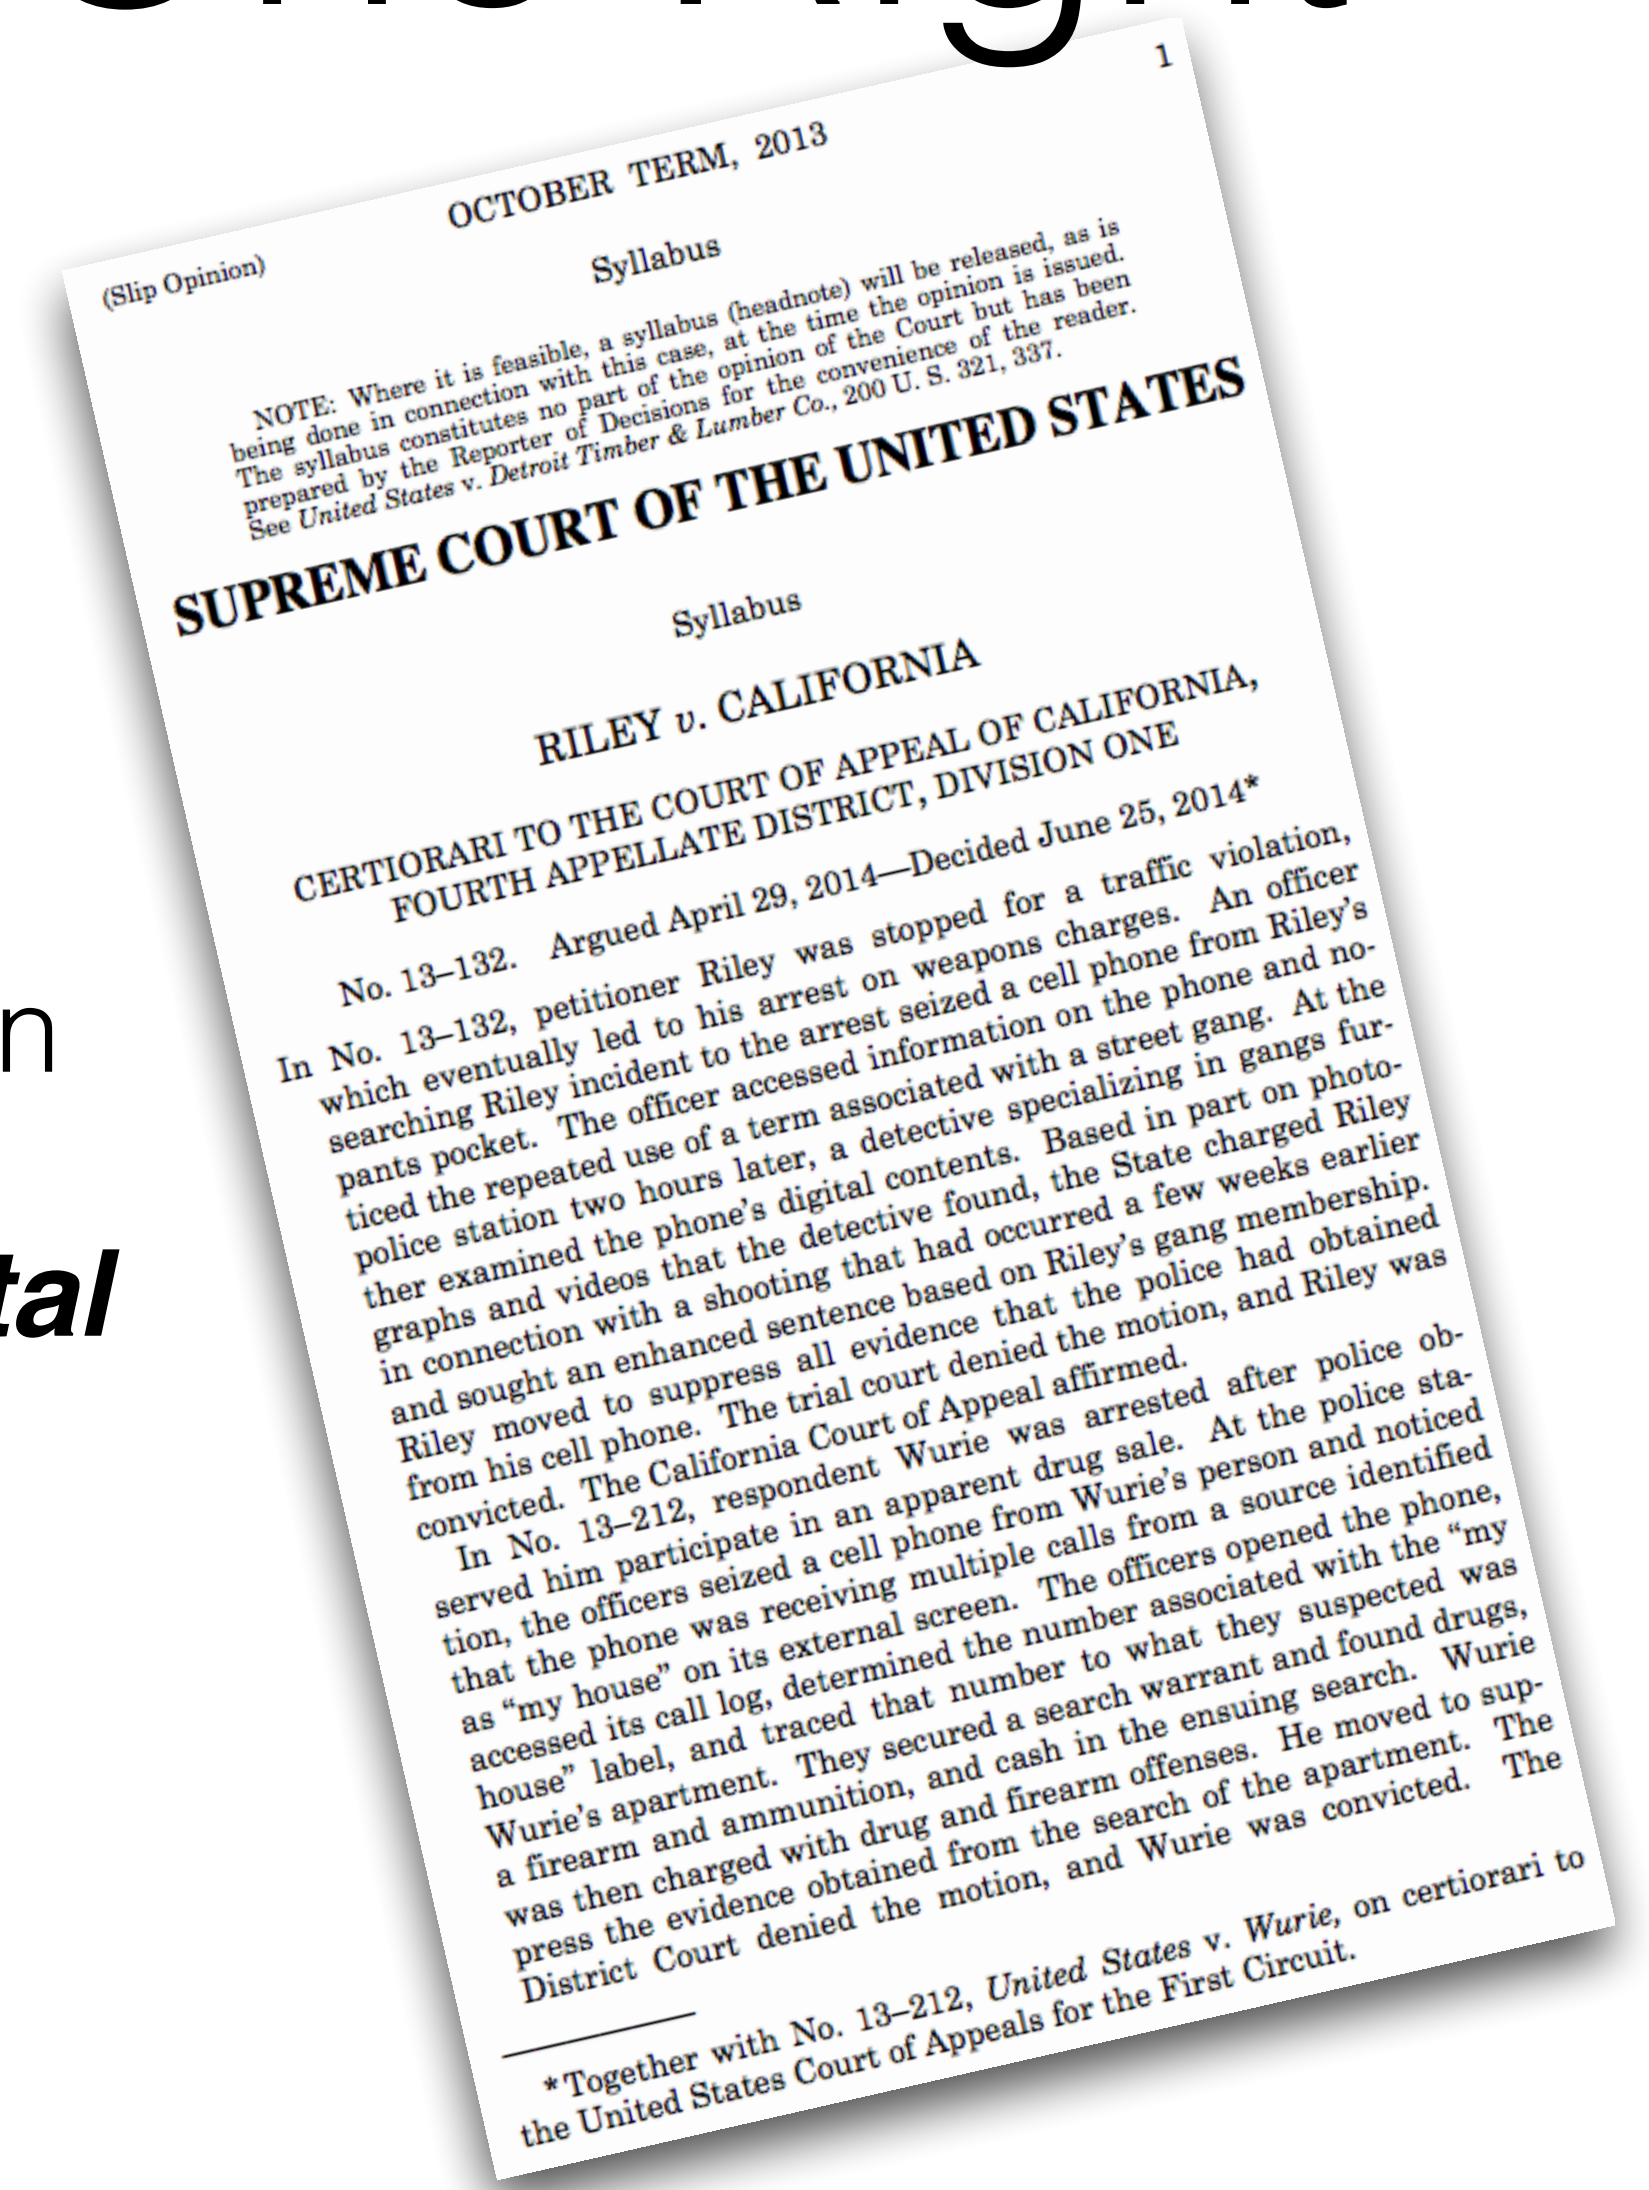 1
OCTOBER TERM, 2013
(Slip Opinion)
Syllabus
NOTE: Where it is feasible, a syllabus (headnote) will be released, as is
being done in connection with this case, at the time the opinion is issued.
The syllabus constitutes no part of the opinion of the Court but has been
prepared by the Reporter of Decisions for the convenience of the reader.
See United States v. Detroit Timber & Lumber Co., 200 U. S. 321, 337.
SUPREME COURT OF THE UNITED STATES
Syllabus
RILEY v. CALIFORNIA
CERTIORARI TO THE COURT OF APPEAL OF CALIFORNIA,
FOURTH APPELLATE DISTRICT, DIVISION ONE
No. 13–132. Argued April 29, 2014—Decided June 25, 2014*
In No. 13–132, petitioner Riley was stopped for a traffic violation,
which eventually led to his arrest on weapons charges. An officer
searching Riley incident to the arrest seized a cell phone from Riley's
pants pocket. The officer accessed information on the phone and no-
ticed the repeated use of a term associated with a street gang. At the
police station two hours later, a detective specializing in gangs fur-
ther examined the phone's digital contents. Based in part on photo-
graphs and videos that the detective found, the State charged Riley
in connection with a shooting that had occurred a few weeks earlier
and sought an enhanced sentence based on Riley's gang membership.
Riley moved to suppress all evidence that the police had obtained
from his cell phone. The trial court denied the motion, and Riley was
convicted. The California Court of Appeal affirmed.
In No. 13–212, respondent Wurie was arrested after police ob-
served him participate in an apparent drug sale. At the police sta-
tion, the officers seized a cell phone from Wurie's person and noticed
that the phone was receiving multiple calls from a source identified
as "my house" on its external screen. The officers opened the phone,
accessed its call log, determined the number associated with the "my
house" label, and traced that number to what they suspected was
Wurie's apartment. They secured a search warrant and found drugs,
a firearm and ammunition, and cash in the ensuing search. Wurie
was then charged with drug and firearm offenses. He moved to sup-
press the evidence obtained from the search of the apartment. The
District Court denied the motion, and Wurie was convicted. The
*Together with No. 13–212, United States v. Wurie, on certiorari to
the United States Court of Appeals for the First Circuit.
n
tal